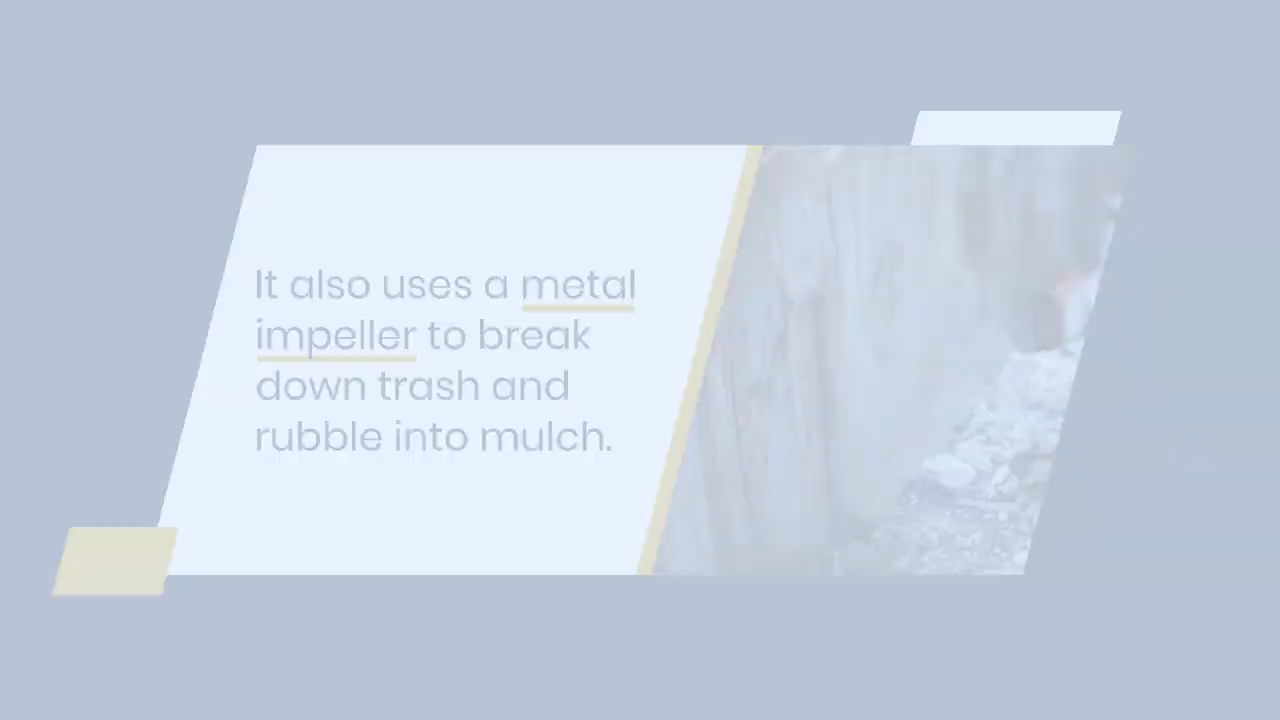 It also uses a metal
impeller to break
down trash and
rubble into mulch.